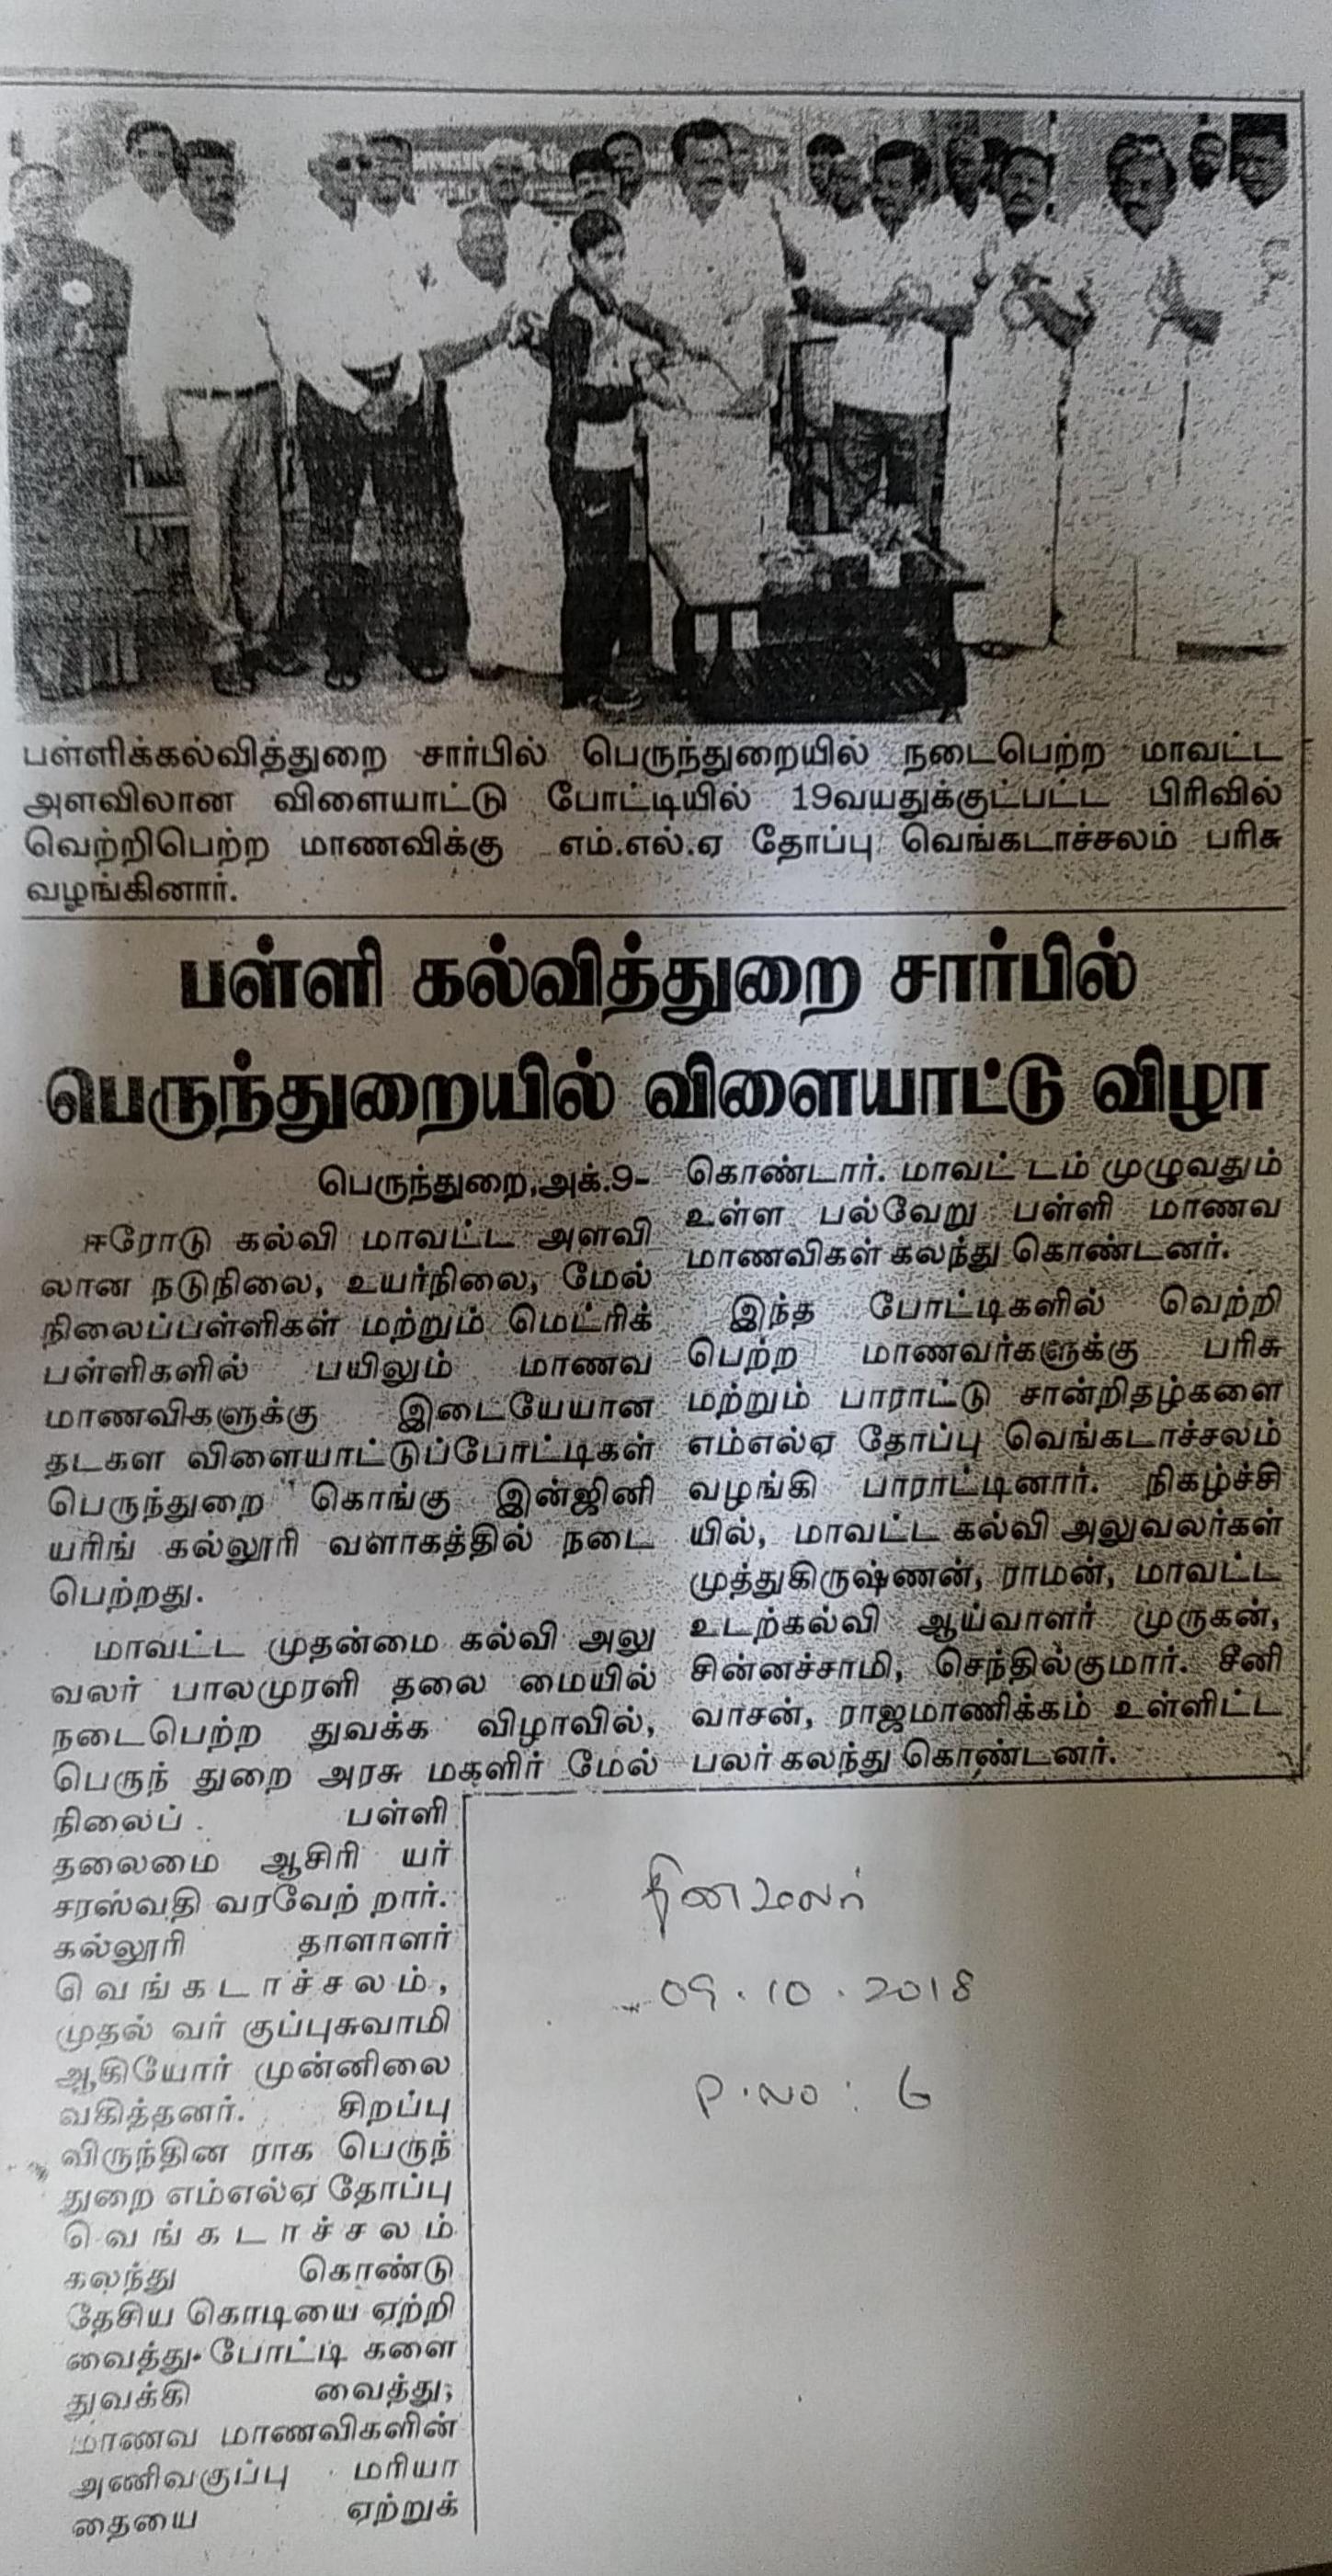 பள்ளிக்கல்வித்துறை சார்பில் பெருந்துறையில் நடைபெற்ற மாவட்ட
அளவிலான விளையாட்டு போட்டியில் 19வயதுக்குட்பட்ட பிரிவில்
வெற்றிபெற்ற மாணவிக்கு எம்.எல்.ஏ தோப்பு வெங்கடாச்சலம் பரிசு
வழங்கினார்.
பள்ளி கல்வித்துறை சார்பில்
பெருந்துறையில் விளையாட்டு விழா
பெருந்துறை,அக்.9-
ஈரோடு கல்வி மாவட்ட அளவி
லான நடுநிலை, உயர்நிலை, மேல்
நிலைப்பள்ளிகள் மற்றும் மெட்ரிக்
பள்ளிகளில் பயிலும் மாணவ
மாணவிகளுக்கு இடையேயான
தடகள விளையாட்டுப்போட்டிகள்
பெருந்துறை கொங்கு இன்ஜினி
யரிங் கல்லூரி வளாகத்தில் நடை
பெற்றது.
மாவட்ட முதன்மை கல்வி அலு
வலர் பாலமுரளி தலை மையில்
நடைபெற்ற துவக்க விழாவில்,
பெருந் துறை அரசு மகளிர் மேல்
நிலைப் பள்ளி
தலைமை ஆசிரி யர்
சரஸ்வதி வரவேற் றார்.
கல்லூரி தாளாளர்
வெங்கடாச்சலம்,
முதல் வர் குப்புசுவாமி
ஆகியோர் முன்னிலை
வகித்தனர். சிறப்பு
விருந்தின ராக பெருந்
துறை எம்எல்ஏ தோப்பு
வெங்கடாச்சலம்
கலந்து கொண்டு
தேசிய கொடியை ஏற்றி
வைத்து போட்டி களை
துவக்கி வைத்து,
மாணவ மாணவிகளின்
அணிவகுப்பு மரியா
தையை ஏற்றுக்
கொண்டார். மாவட் டம் முழுவதும்
உள்ள பல்வேறு பள்ளி மாணவ
மாணவிகள் கலந்து கொண்டனர்.
இந்த போட்டிகளில் வெற்றி
பெற்ற மாணவர்களுக்கு பரிசு
மற்றும் பாராட்டு சான்றிதழ்களை
எம்எல்ஏ தோப்பு வெங்கடாச்சலம்
வழங்கி பாராட்டினார். நிகழ்ச்சி
யில், மாவட்ட கல்வி அலுவலர்கள்
முத்துகிருஷ்ணன், ராமன், மாவட்ட
உடற்கல்வி ஆய்வாளர் முருகன்,
சின்னச்சாமி, செந்தில்குமார். சீனி
வாசன், ராஜமாணிக்கம் உள்ளிட்ட
பலர் கலந்து கொண்டனர்.
தினமலர்
09.10.2018
P.No: 6